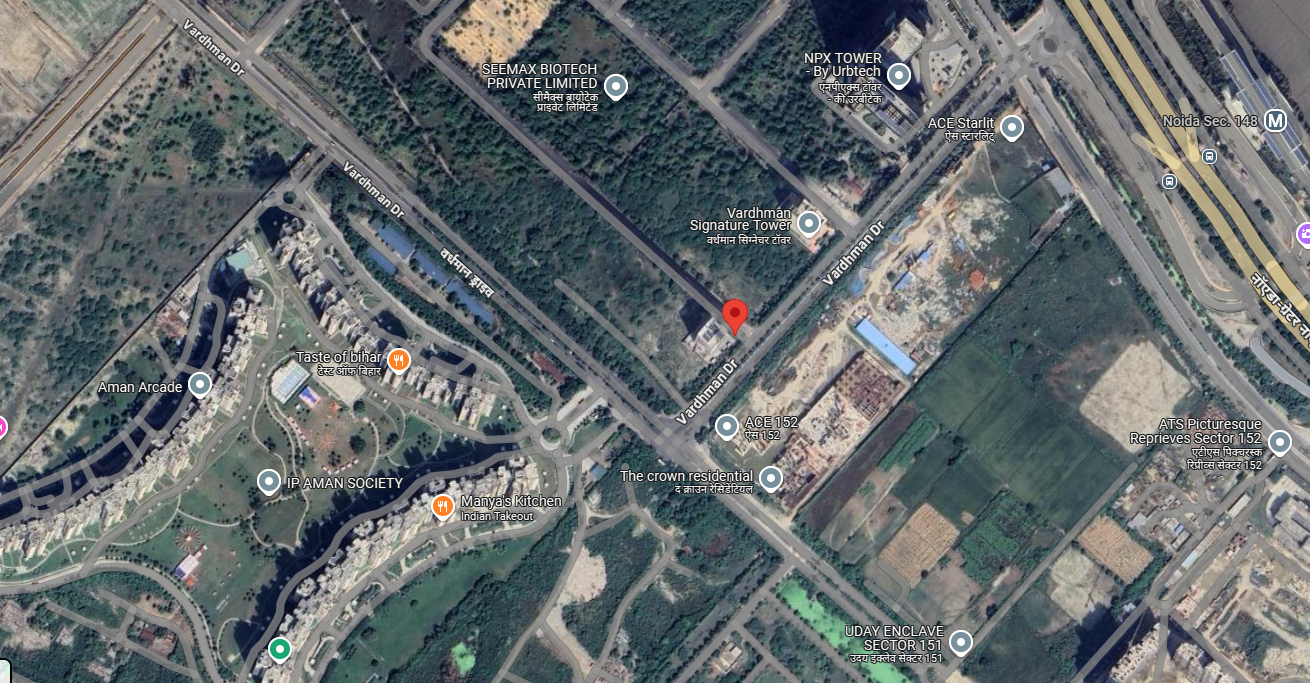 Vardhman Dr
SEEMAX BIOTECH
PRIVATE LIMITED
सीमैक्स बायोटेक
प्राइवेट लिमिटेड
NPX TOWER
- By Urbtech
एनपीएक्स टॉवर
- बी उरबीटेक
ACE Starlit
ऐस स्टारलिट
Noida Sec. 148
M
Vardhman Dr
Vardhman
Signature Tower
वर्धमान सिग्नेचर टॉवर
Vardhman Dr
वर्धमान ड्राइव
Taste of bihar
टेस्ट ऑफ़ बिहार
Aman Arcade
Vardhman Dr
ACE 152
ऐस 152
ATS Picturesque
Reprieves Sector 152
एटीएस पिक्चरस्क
रिप्रीव्स सेक्टर 152
The crown residential
द क्राउन रेसिडेंटियल
IP AMAN SOCIETY
Manya's Kitchen
Indian Takeout
UDAY ENCLAVE
SECTOR 151
उदय इंक्लेव सेक्टर 151